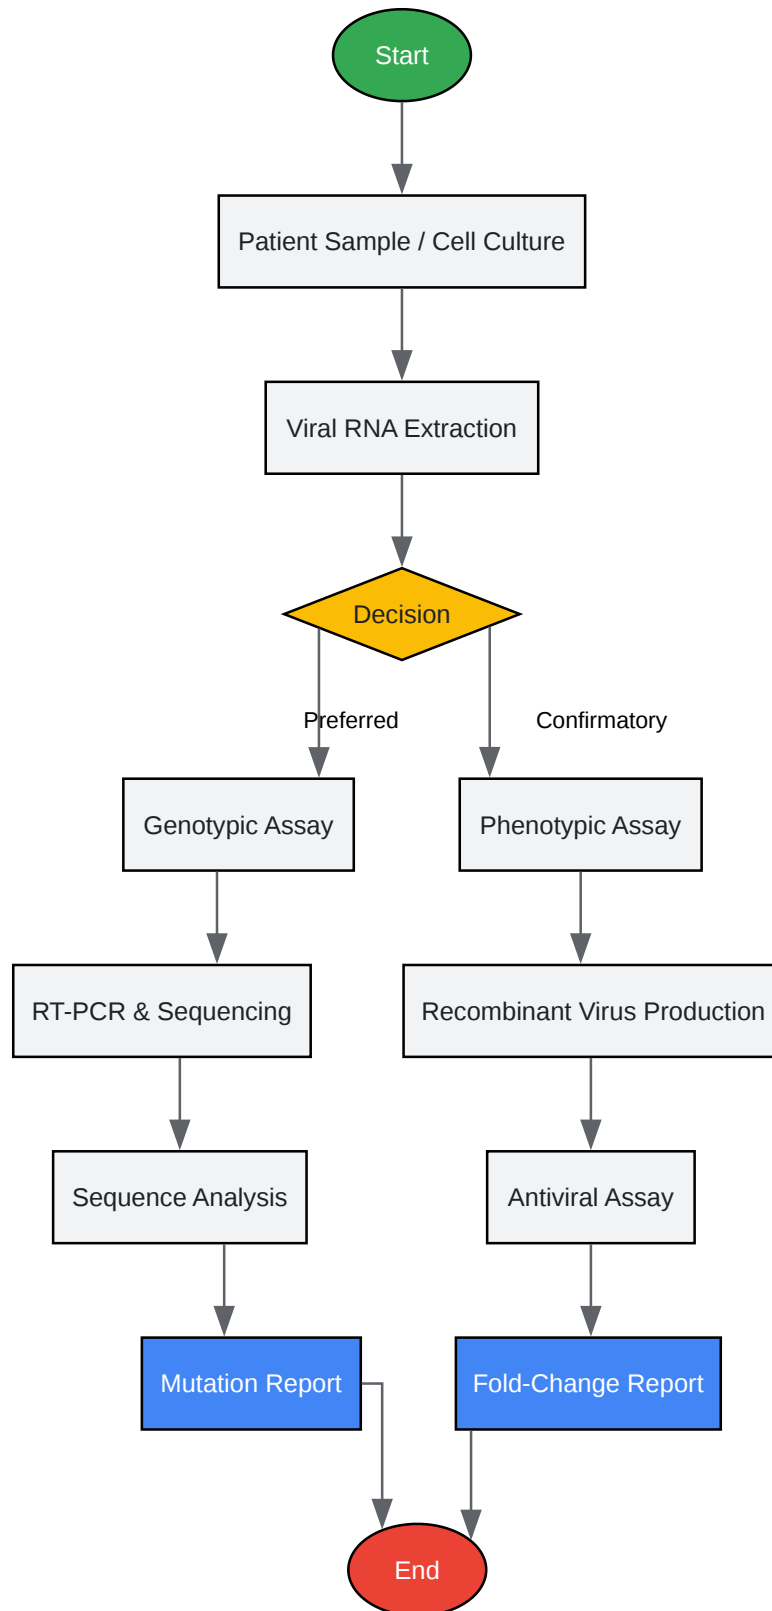 Start
Patient Sample / Cell Culture
Viral RNA Extraction
Decision
Preferred
Confirmatory
Genotypic Assay
Phenotypic Assay
RT-PCR & Sequencing
Recombinant Virus Production
Sequence Analysis
Antiviral Assay
Mutation Report
Fold-Change Report
End